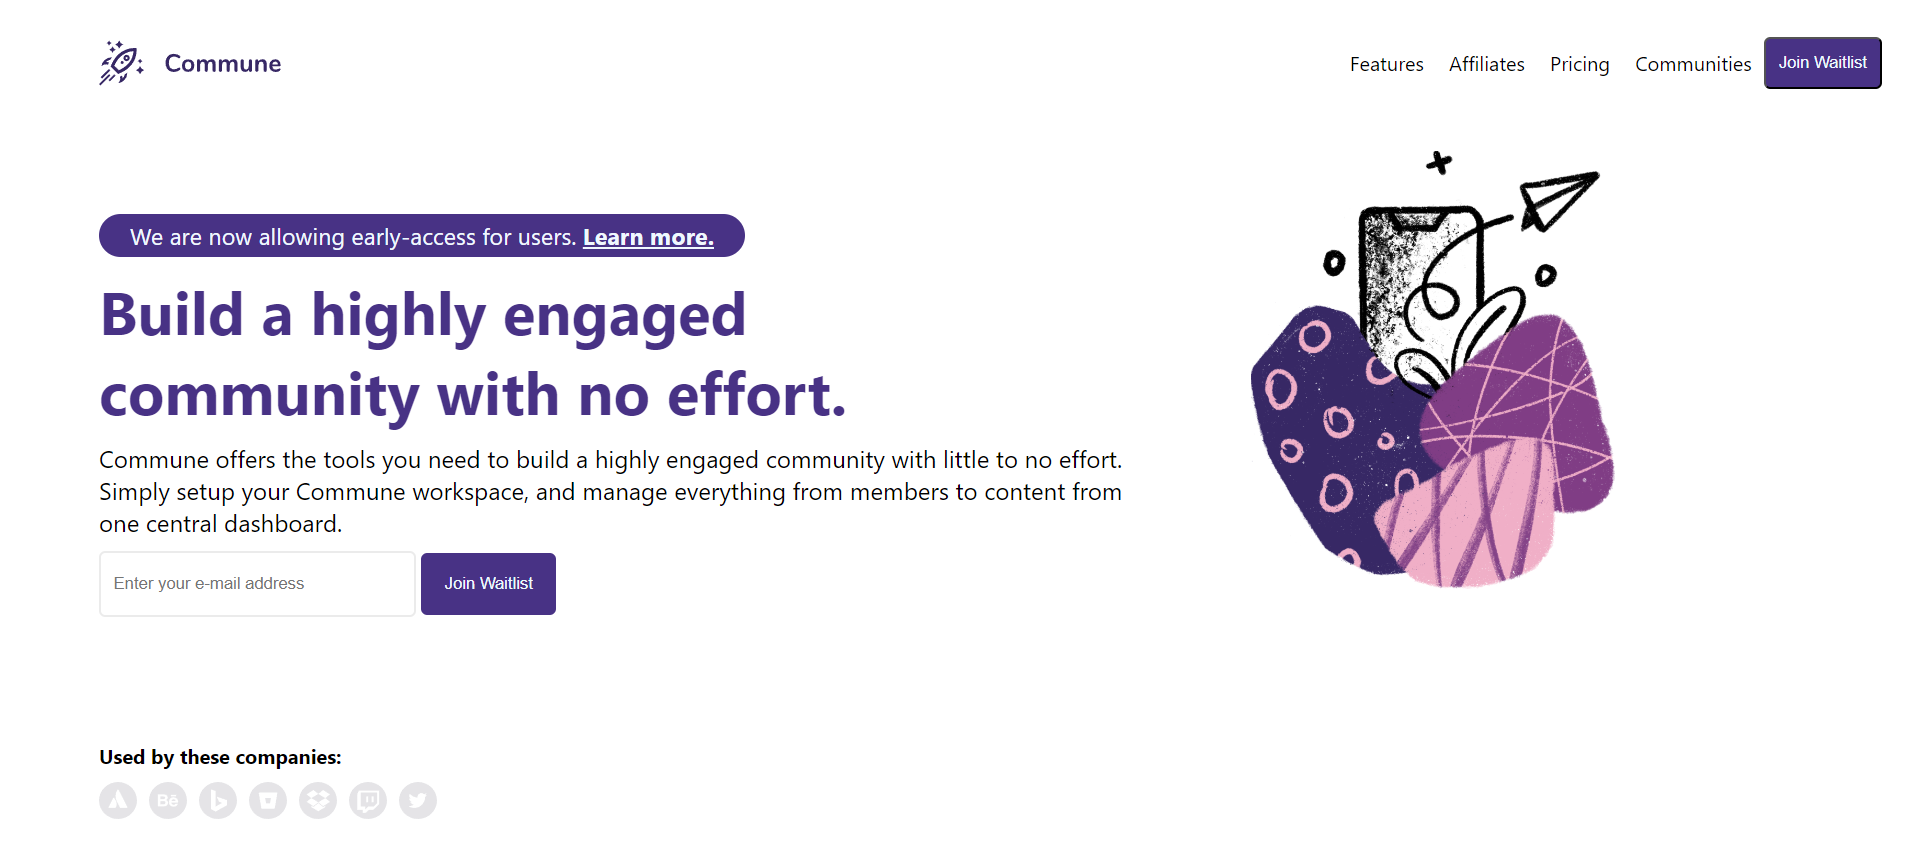 Commune
Features
Affiliates
Pricing
Communities
Join Waitlist
We are now allowing early-access for users. Learn more.
Build a highly engaged
community with no effort.
Commune offers the tools you need to build a highly engaged community with little to no effort.
Simply setup your Commune workspace, and manage everything from members to content from
one central dashboard.
Enter your e-mail address
Join Waitlist
Used by these companies:
Bē